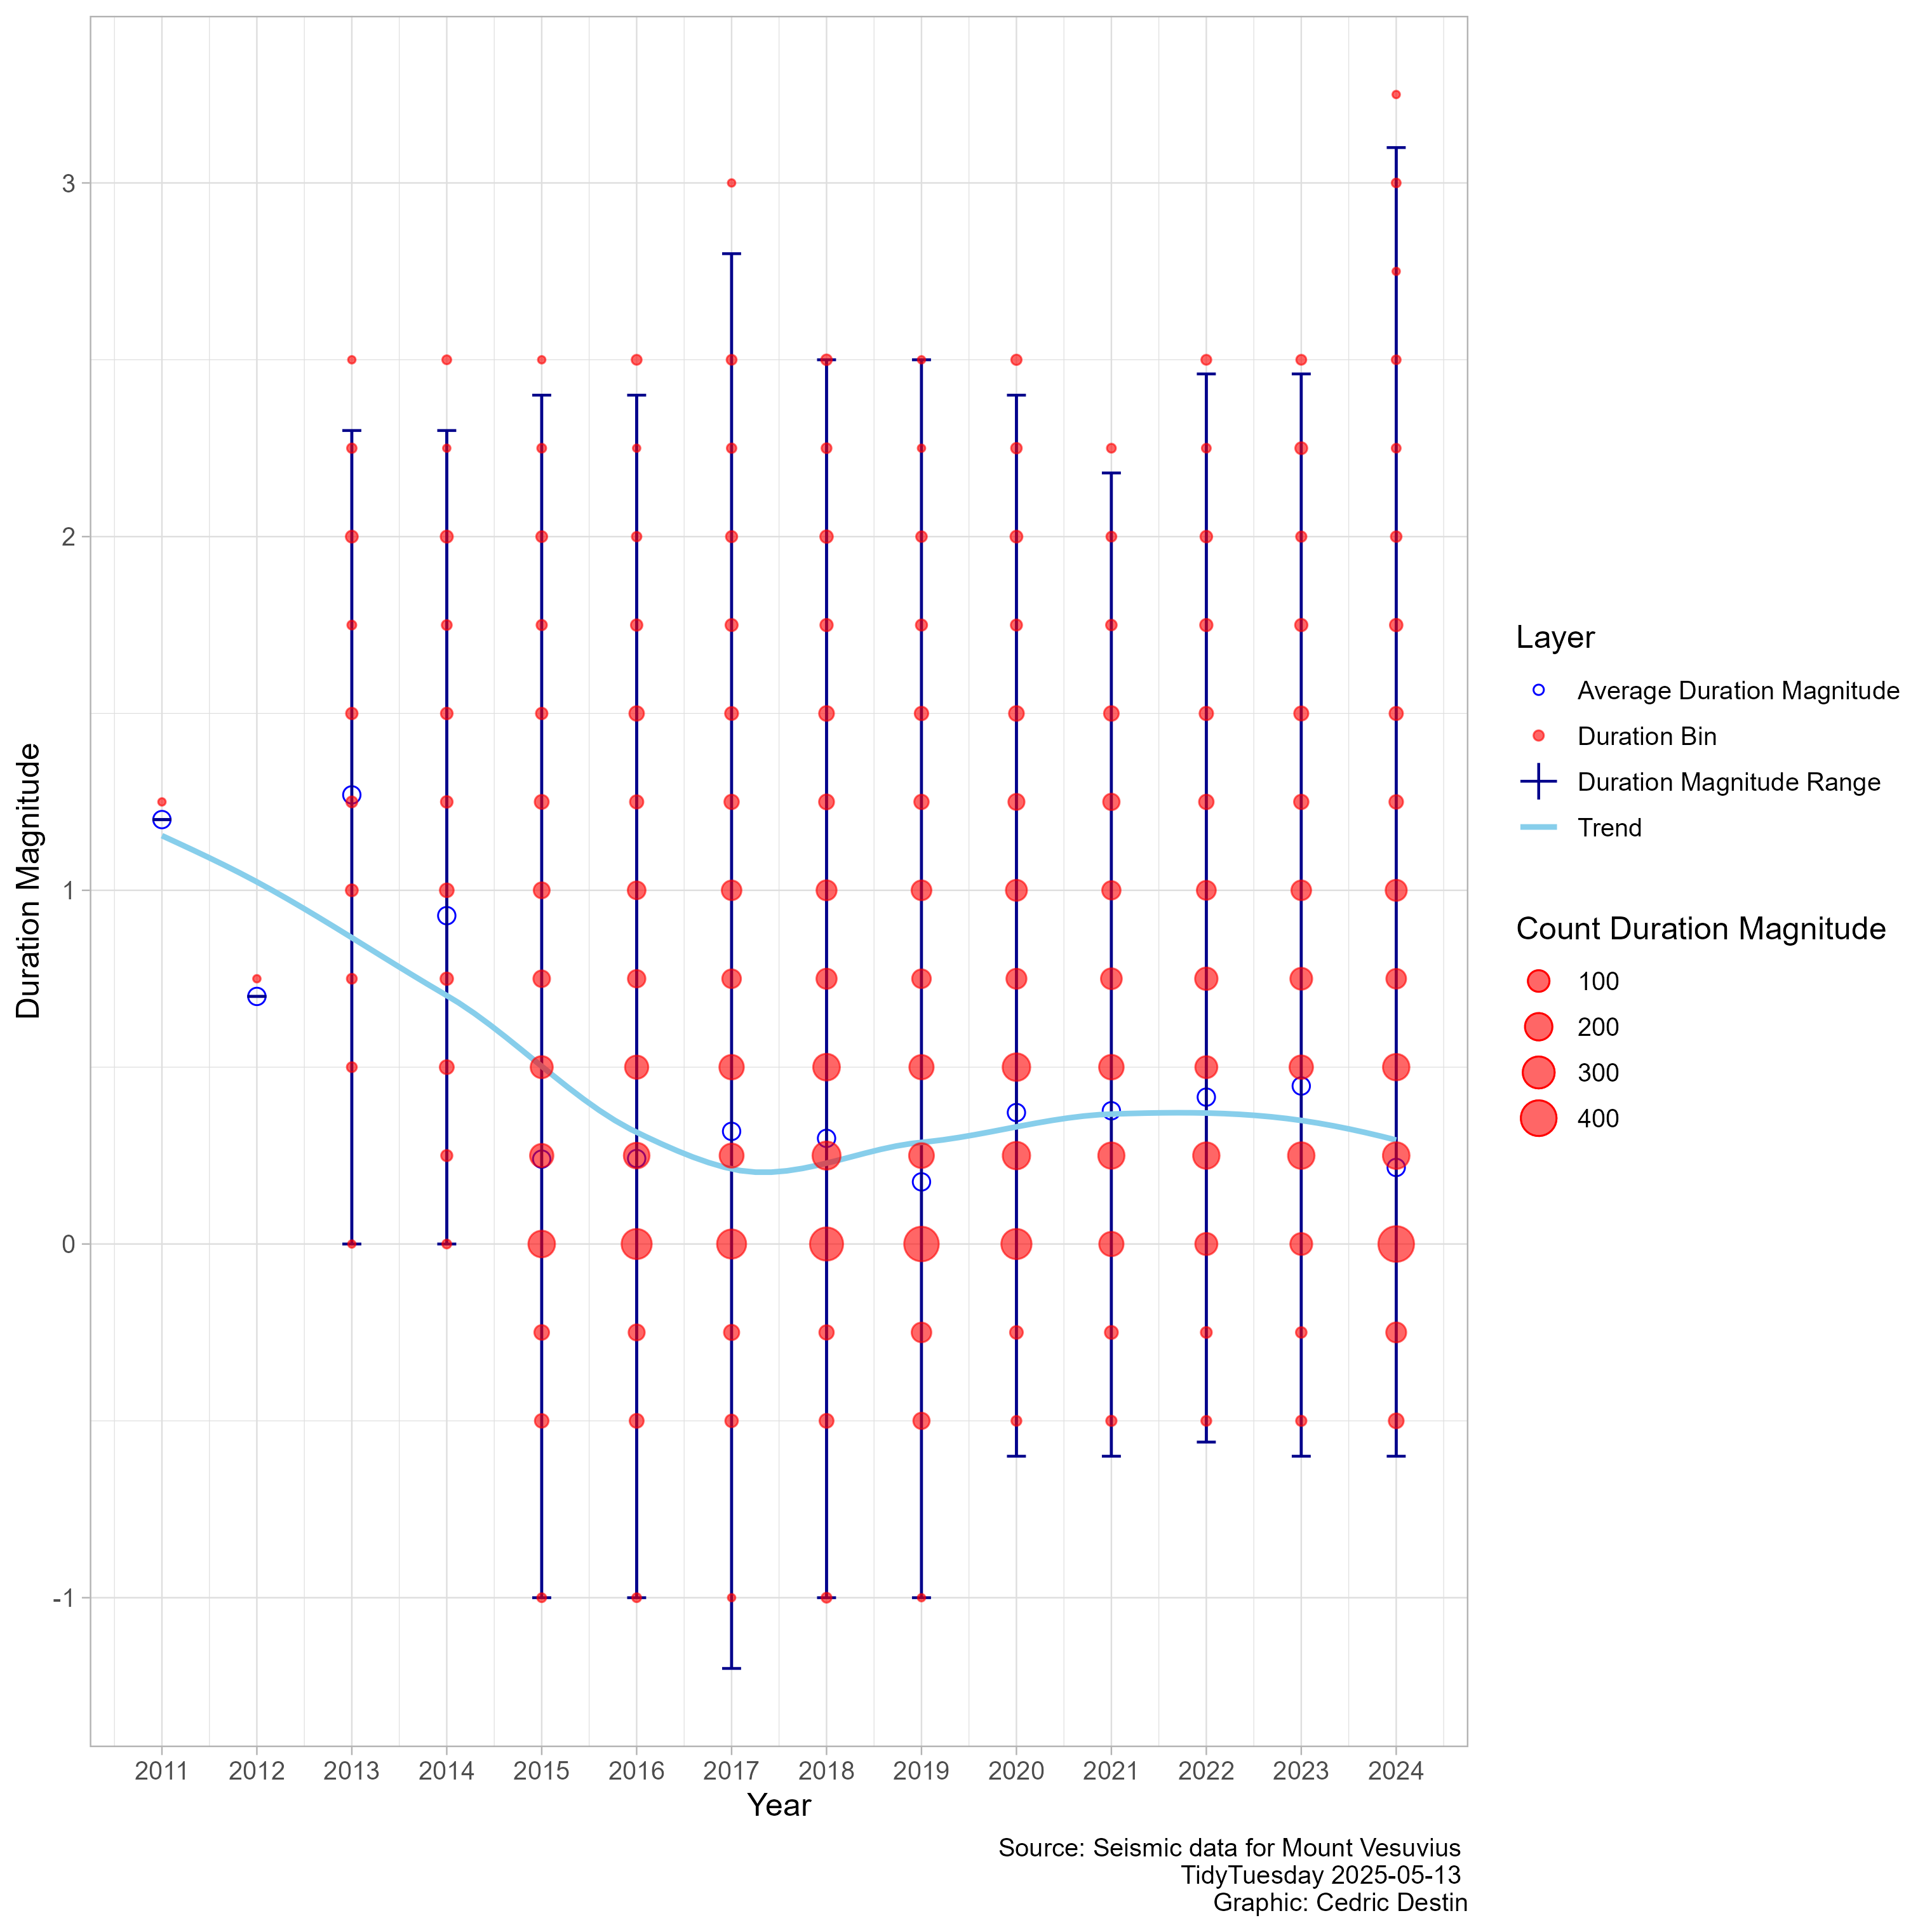 3
2
1
0
-1
Duration Magnitude
2011 2012 2013 2014 2015 2016 2017 2018 2019 2020 2021 2022 2023 2024
Year
Layer
Average Duration Magnitude
Duration Bin
Duration Magnitude Range
Trend
Count Duration Magnitude
100
200
300
400
Source: Seismic data for Mount Vesuvius
TidyTuesday 2025-05-13
Graphic: Cedric Destin